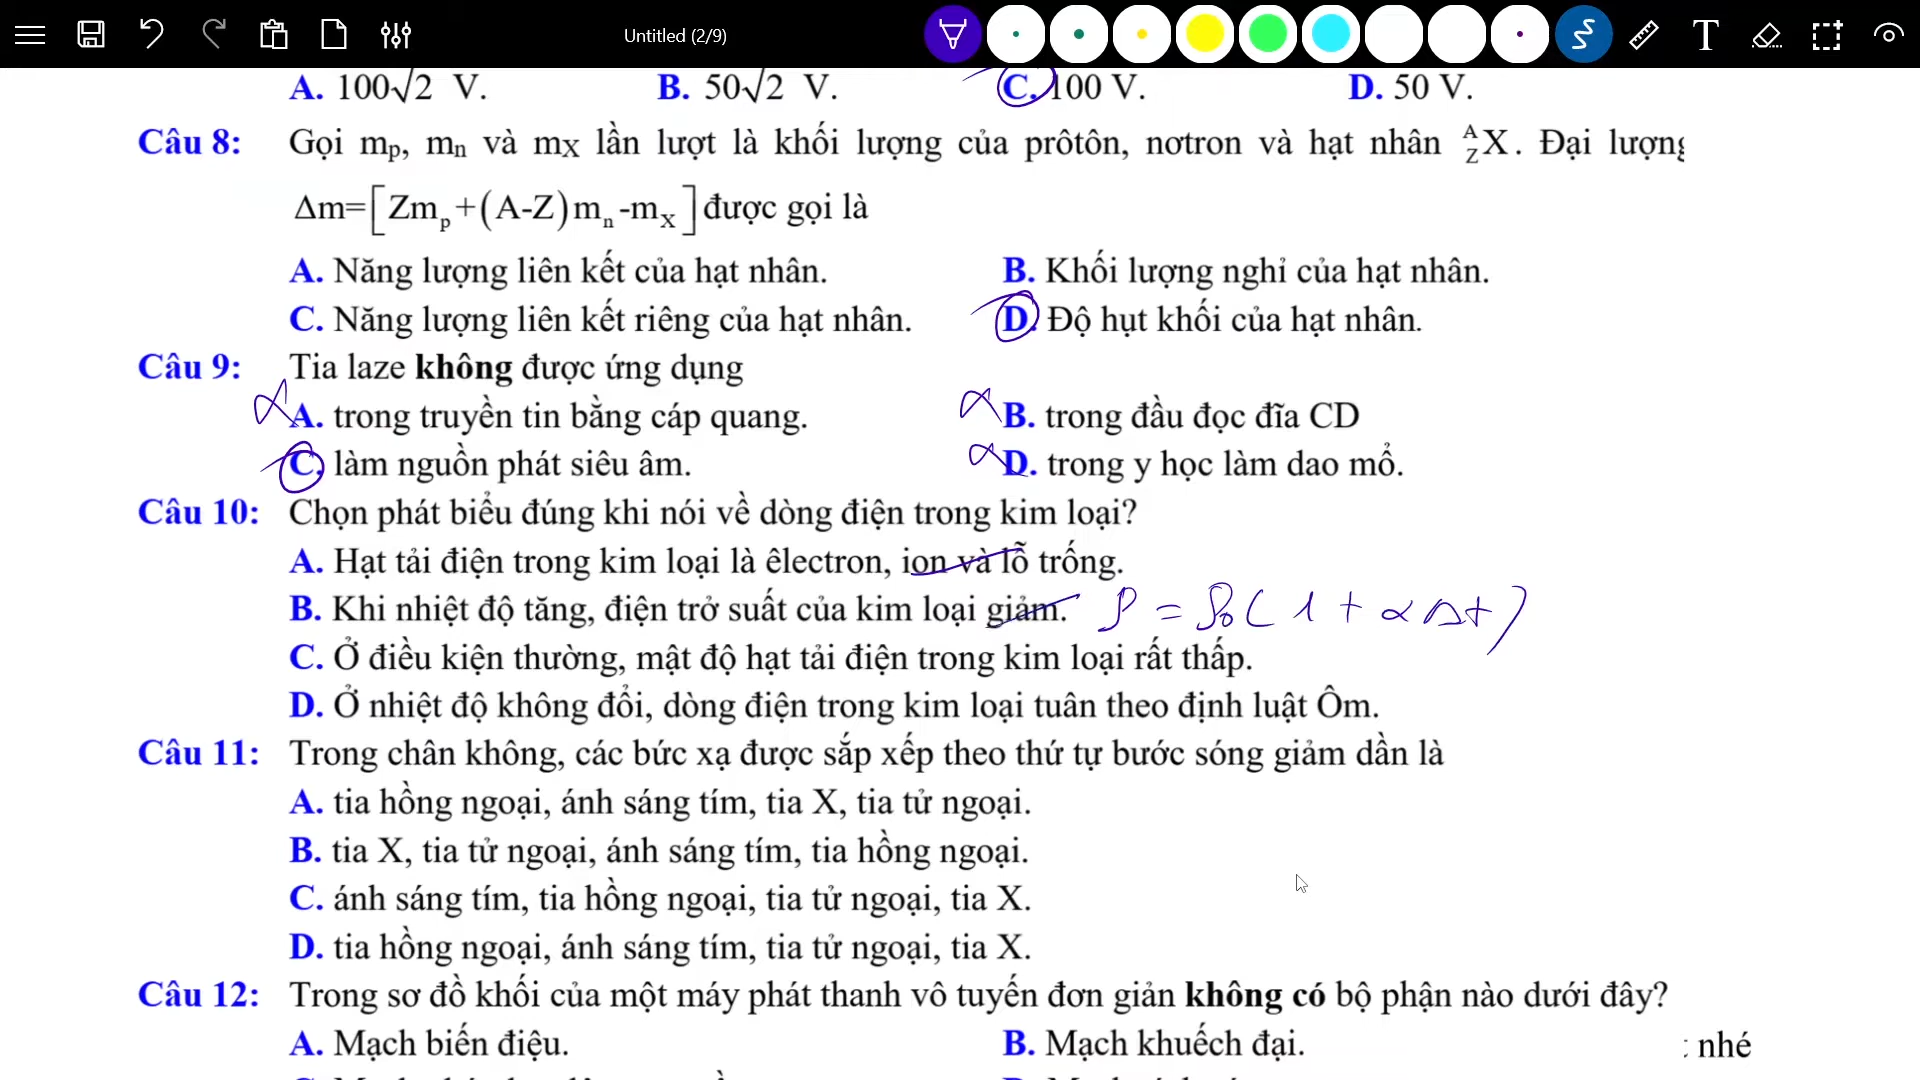 Untitled (2/9)
A. 100√2 V. B. 50√2 V. C. 100 V. D. 50 V.
Câu 8: Gọi mp, mn và mX lần lượt là khối lượng của prôtôn, nơtron và hạt nhân ᴬ_ZX. Đại lượng
Δm=[Zmp+(A-Z)mn-mX] được gọi là
A. Năng lượng liên kết của hạt nhân. B. Khối lượng nghỉ của hạt nhân.
C. Năng lượng liên kết riêng của hạt nhân. D. Độ hụt khối của hạt nhân.
Câu 9: Tia laze không được ứng dụng
A. trong truyền tin bằng cáp quang. B. trong đầu đọc đĩa CD
C. làm nguồn phát siêu âm. D. trong y học làm dao mổ.
Câu 10: Chọn phát biểu đúng khi nói về dòng điện trong kim loại?
A. Hạt tải điện trong kim loại là êlectron, ion và lỗ trống.
B. Khi nhiệt độ tăng, điện trở suất của kim loại giảm. ρ = ρ₀(1 + αΔt)
C. Ở điều kiện thường, mật độ hạt tải điện trong kim loại rất thấp.
D. Ở nhiệt độ không đổi, dòng điện trong kim loại tuân theo định luật Ôm.
Câu 11: Trong chân không, các bức xạ được sắp xếp theo thứ tự bước sóng giảm dần là
A. tia hồng ngoại, ánh sáng tím, tia X, tia tử ngoại.
B. tia X, tia tử ngoại, ánh sáng tím, tia hồng ngoại.
C. ánh sáng tím, tia hồng ngoại, tia tử ngoại, tia X.
D. tia hồng ngoại, ánh sáng tím, tia tử ngoại, tia X.
Câu 12: Trong sơ đồ khối của một máy phát thanh vô tuyến đơn giản không có bộ phận nào dưới đây?
A. Mạch biến điệu. B. Mạch khuếch đại. nhé